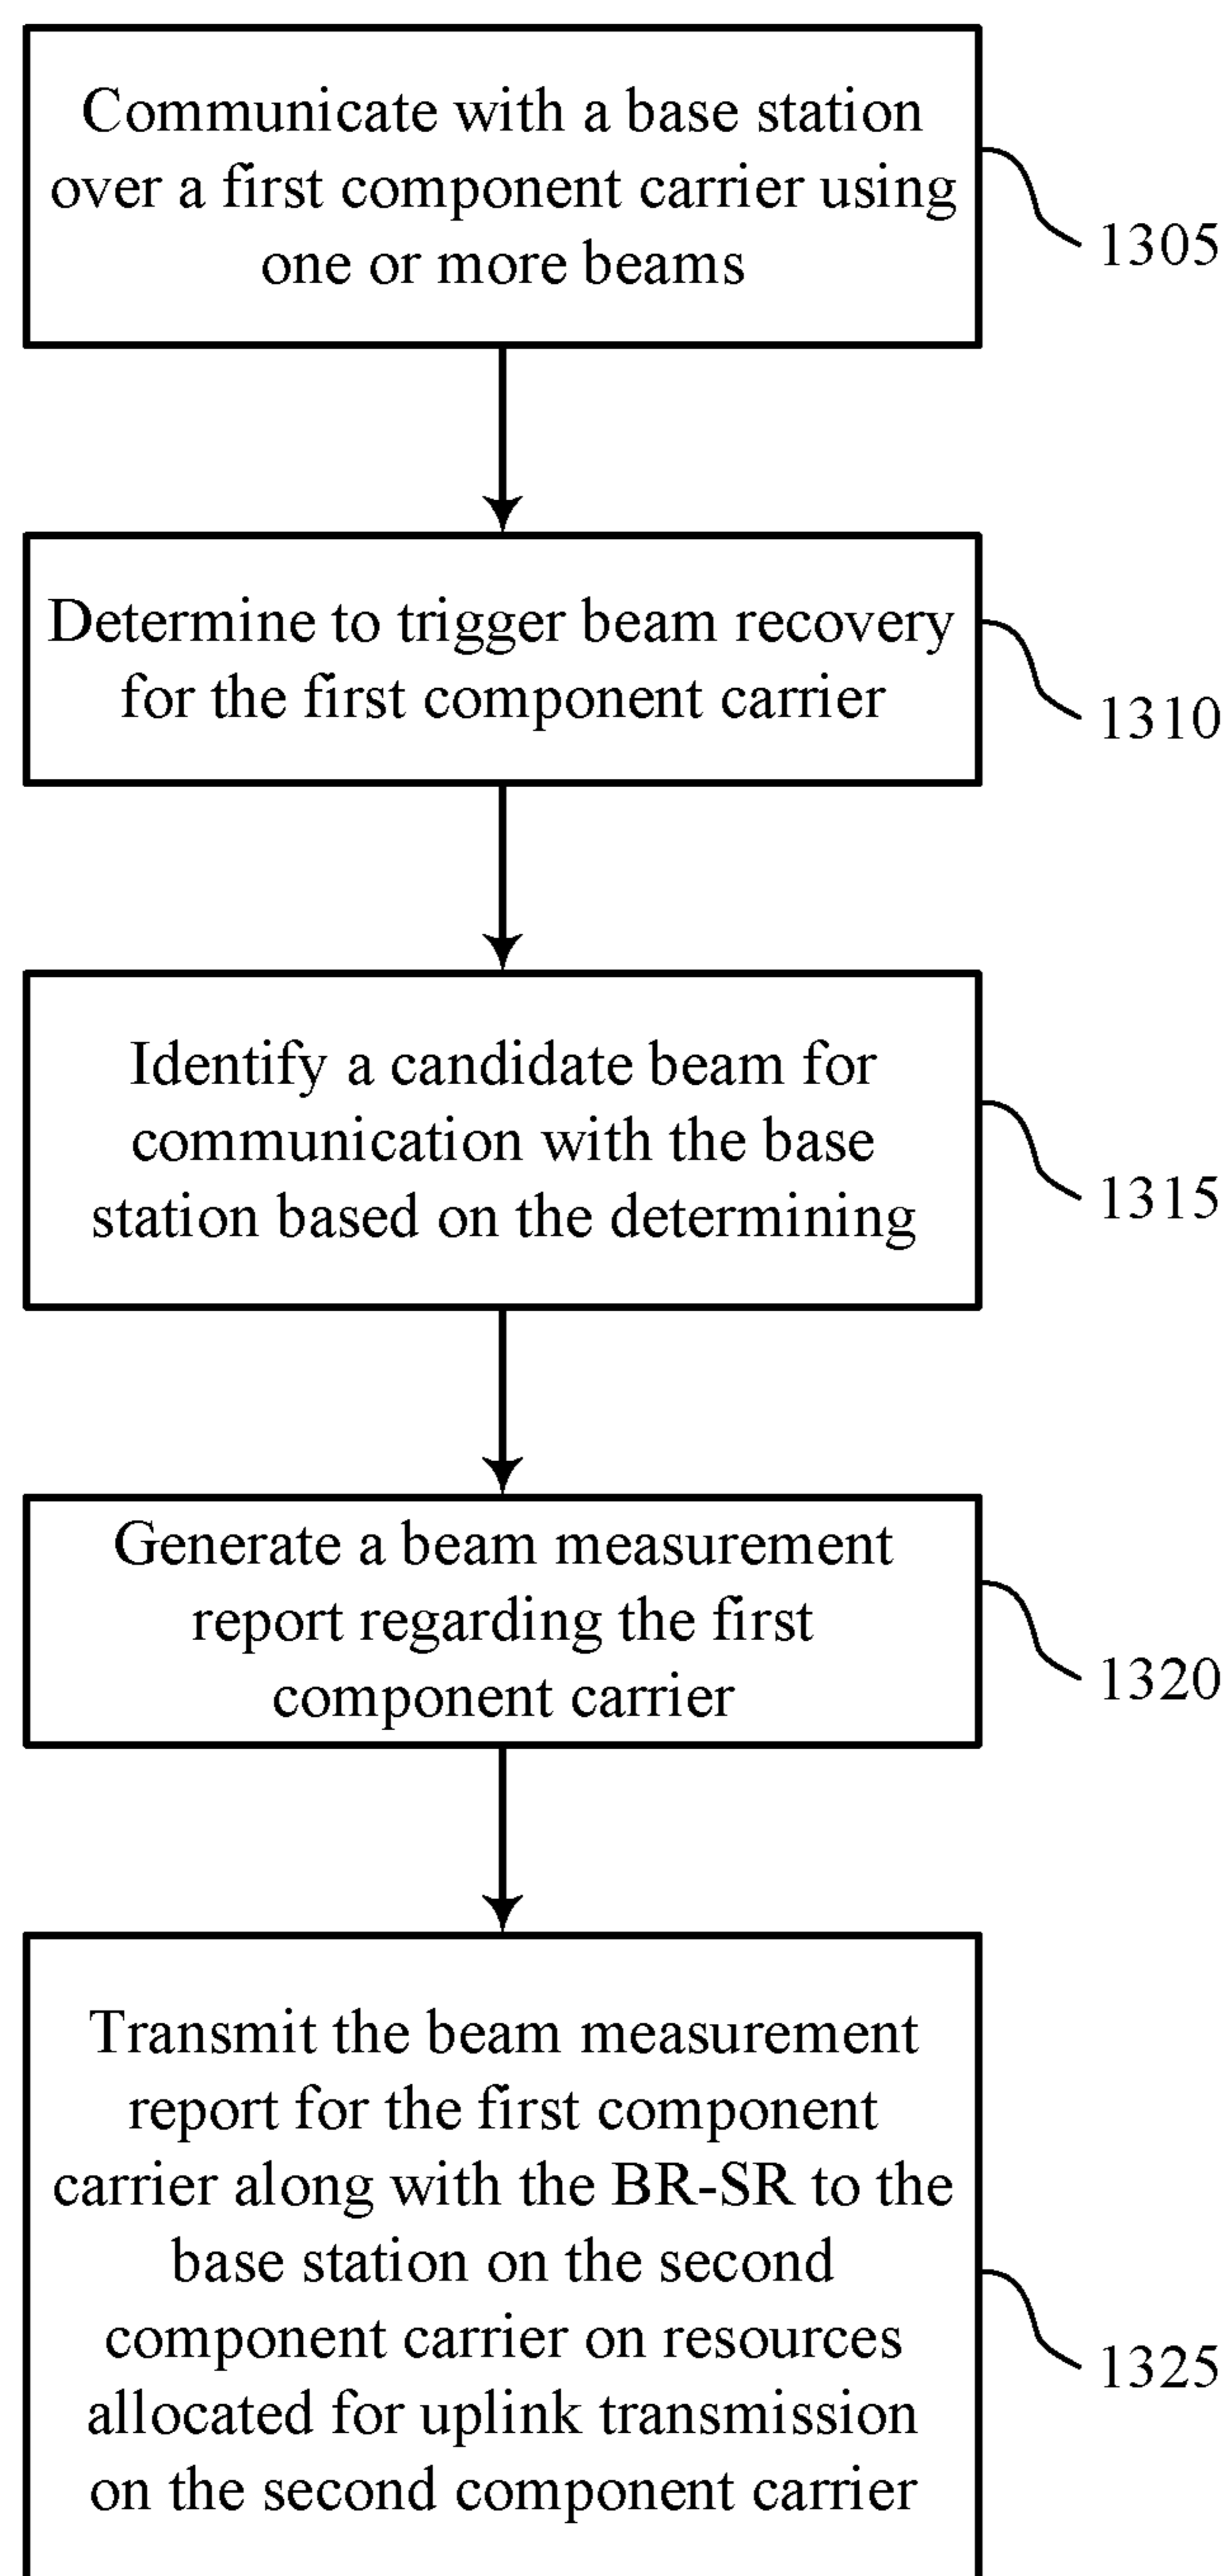 Communicate with a base station
over a first component carrier using
one or more beams
1305
Determine to trigger beam recovery
for the first component carrier
1310
Identify a candidate beam for
communication with the base
station based on the determining
1315
Generate a beam measurement
report regarding the first
component carrier
1320
Transmit the beam measurement
report for the first component
carrier along with the BR-SR to the
base station on the second
component carrier on resources
allocated for uplink transmission
on the second component carrier
1325